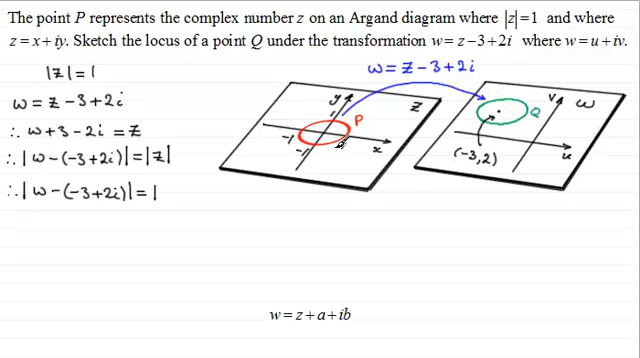 The point P represents the complex number z on an Argand diagram where |z|=1 and where
z=x+iy. Sketch the locus of a point Q under the transformation w=z−3+2i where w=u+iv.
|z|=1
w=z−3+2i
∴ w+3−2i=z
∴ |w−(−3+2i)|=|z|
∴ |w−(−3+2i)|=1
w=z−3+2i
y
1
P
z
−1
−1
x
v
w
Q
(−3,2)
u
w=z+a+ib